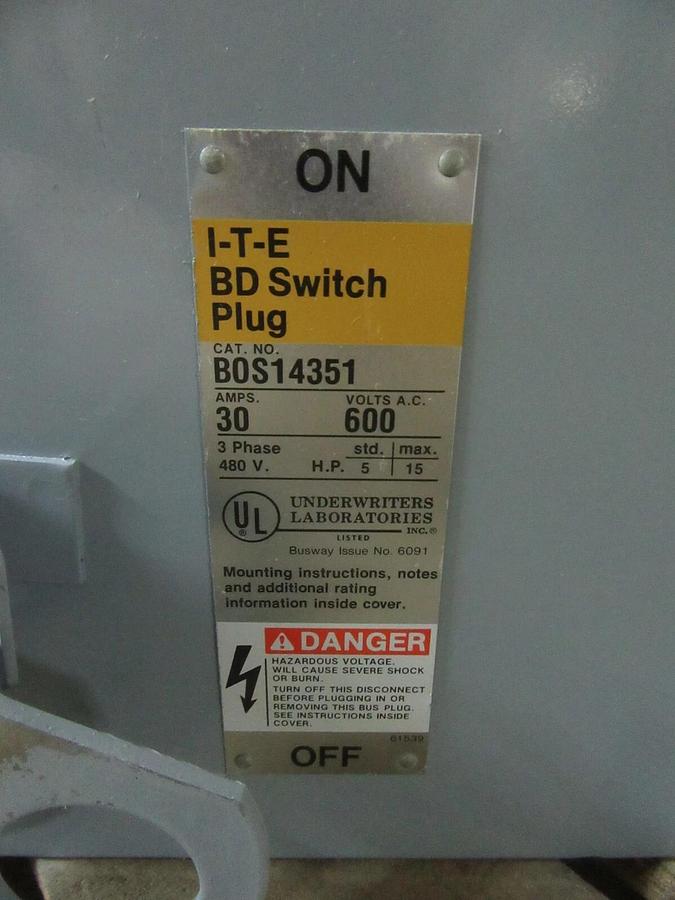 ON
I-T-E
BD Switch
Plug
CAT. NO.
BOS14351
AMPS. VOLTS A.C.
30 600
3 Phase std. max.
480 V. H.P. 5 15
UL ®
UNDERWRITERS
LABORATORIES
INC.®
LISTED
Busway Issue No. 6091
Mounting instructions, notes
and additional rating
information inside cover.
DANGER
HAZARDOUS VOLTAGE.
WILL CAUSE SEVERE SHOCK
OR BURN.
TURN OFF THIS DISCONNECT
BEFORE PLUGGING IN OR
REMOVING THIS BUS PLUG.
SEE INSTRUCTIONS INSIDE
COVER.
61539
OFF